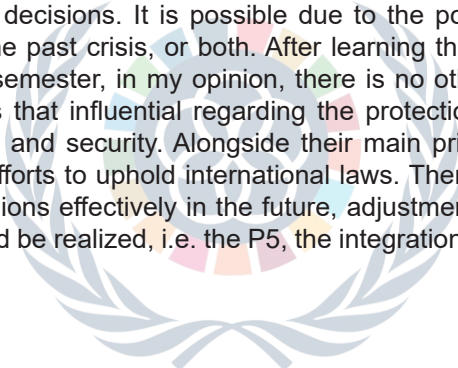 decisions. It is possible due to the po
e past crisis, or both. After learning th
semester, in my opinion, there is no ot
s that influential regarding the protectio
and security. Alongside their main pri
fforts to uphold international laws. Ther
ions effectively in the future, adjustmer
d be realized, i.e. the P5, the integration